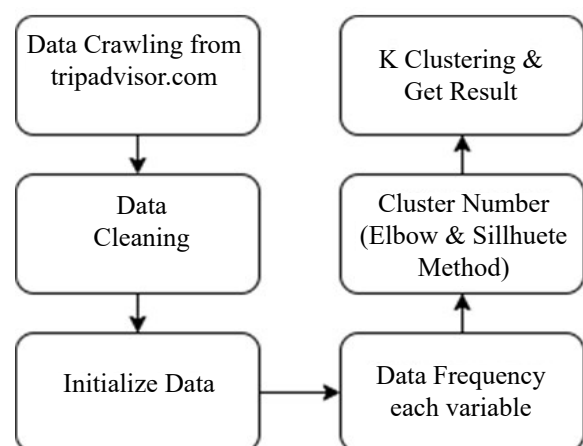 Data Crawling from
tripadvisor.com
Data
Cleaning
Initialize Data
Data Frequency
each variable
Cluster Number
(Elbow & Sillhuete
Method)
K Clustering &
Get Result